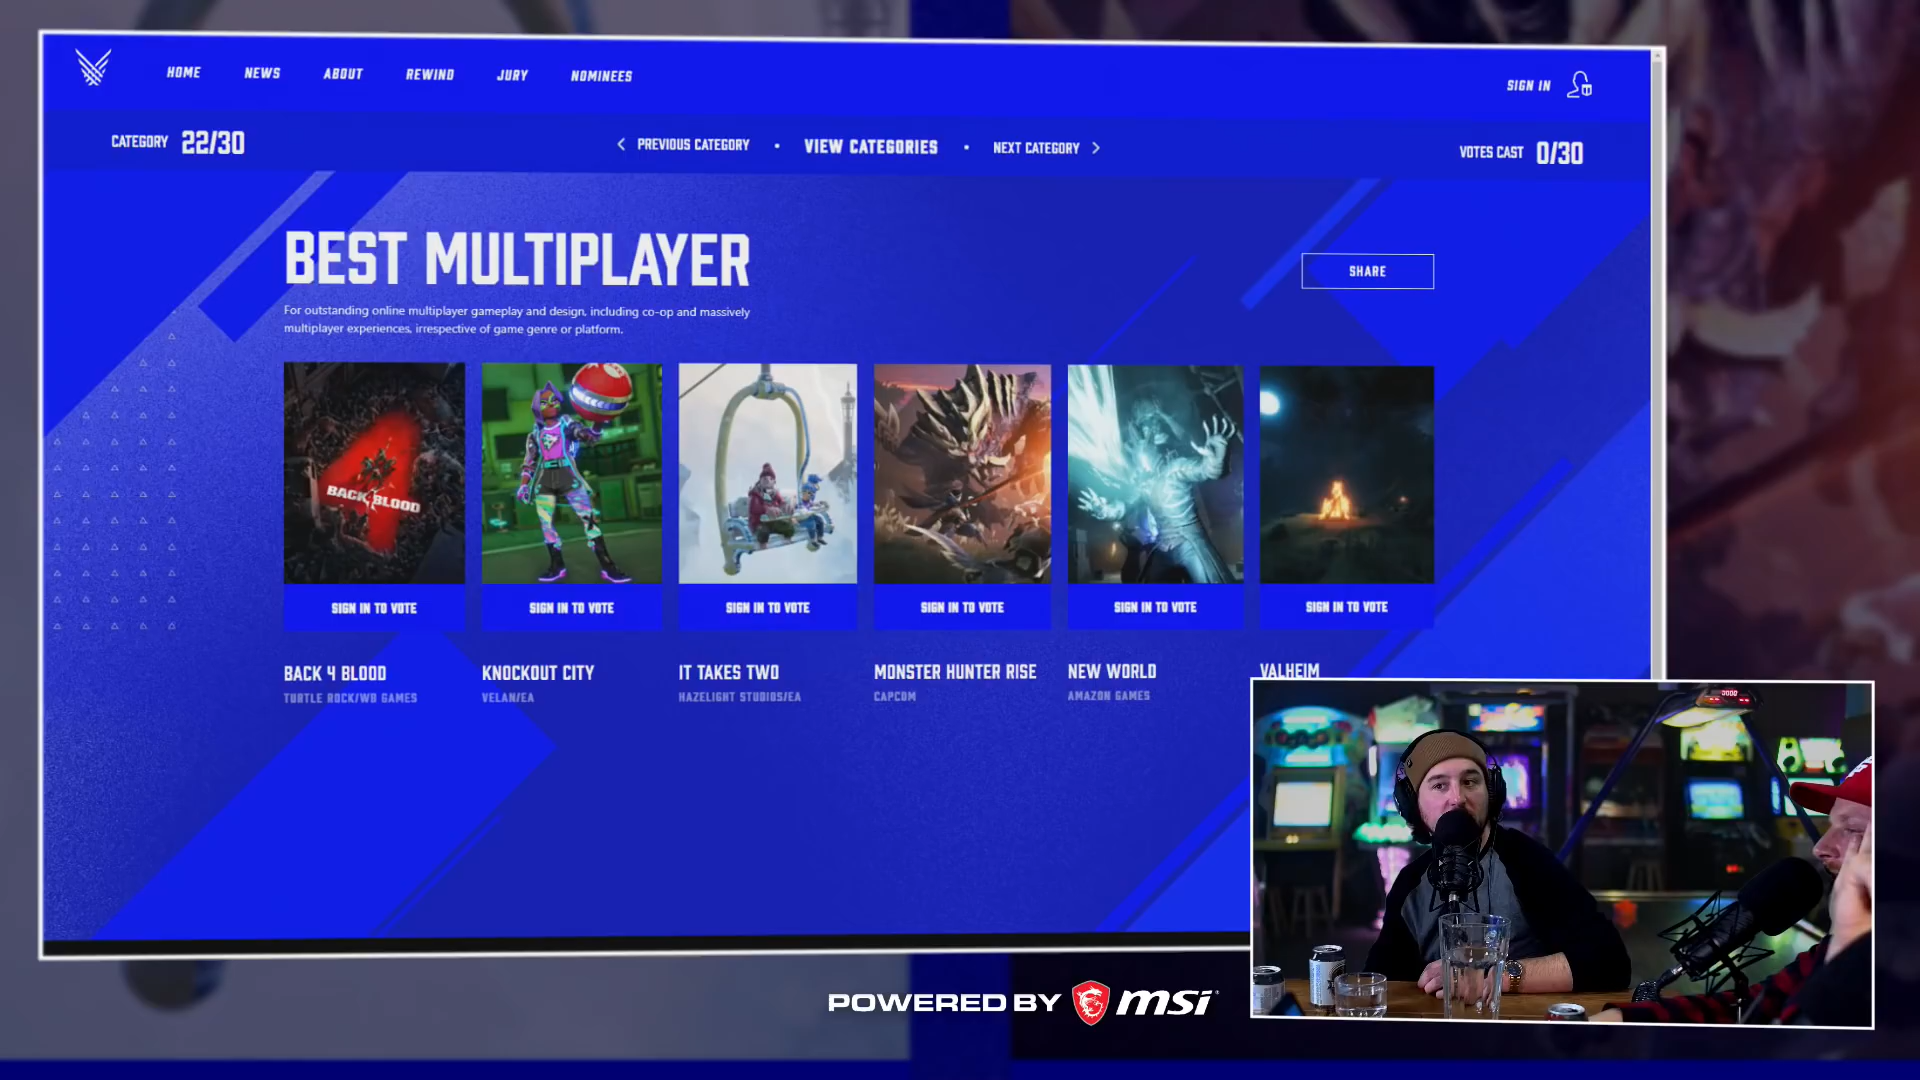 HOME NEWS ABOUT REWIND JURY NOMINEES
SIGN IN
CATEGORY 22/30
PREVIOUS CATEGORY • VIEW CATEGORIES • NEXT CATEGORY
VOTES CAST 0/30
BEST MULTIPLAYER
SHARE
For outstanding online multiplayer gameplay and design, including co-op and massively
multiplayer experiences, irrespective of game genre or platform.
4
BACK BLOOD
SIGN IN TO VOTE SIGN IN TO VOTE SIGN IN TO VOTE SIGN IN TO VOTE SIGN IN TO VOTE SIGN IN TO VOTE
BACK 4 BLOOD KNOCKOUT CITY IT TAKES TWO MONSTER HUNTER RISE NEW WORLD VALHEIM
TURTLE ROCK/WB GAMES VELAN/EA HAZELIGHT STUDIOS/EA CAPCOM AMAZON GAMES
POWERED BY msi